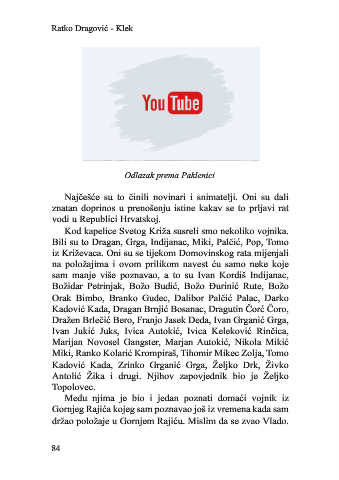 Ratko Dragović - Klek
YouTube
Odlazak prema Paklenici
Najčešće su to činili novinari i snimatelji. Oni su dali
znatan doprinos u prenošenju istine kakav se to prljavi rat
vodi u Republici Hrvatskoj.
Kod kapelice Svetog Križa susreli smo nekoliko vojnika.
Bili su to Dragan, Grga, Indijanac, Miki, Palčić, Pop, Tomo
iz Križevaca. Oni su se tijekom Domovinskog rata mijenjali
na položajima i ovom prilikom navest ću samo neke koje
sam manje više poznavao, a to su Ivan Kordiš Indijanac,
Božidar Petrinjak, Božo Budić, Božo Đurinić Rute, Božo
Orak Bimbo, Branko Gudec, Dalibor Palčić Palac, Darko
Kadović Kada, Dragan Brnjić Bosanac, Dragutin Čorć Čoro,
Dražen Brlečić Bero, Franjo Jasek Deda, Ivan Grganić Grga,
Ivan Jukić Juks, Ivica Autokić, Ivica Keleković Rinčica,
Marijan Novosel Gangster, Marjan Autokić, Nikola Mikić
Miki, Ranko Kolarić Krompiraš, Tihomir Mikec Zolja, Tomo
Kadović Kada, Zrinko Grganić Grga, Željko Drk, Živko
Antolić Žika i drugi. Njihov zapovjednik bio je Željko
Topolovec.
Među njima je bio i jedan poznati domaći vojnik iz
Gornjeg Rajića kojeg sam poznavao još iz vremena kada sam
držao položaje u Gornjem Rajiću. Mislim da se zvao Vlado.
84